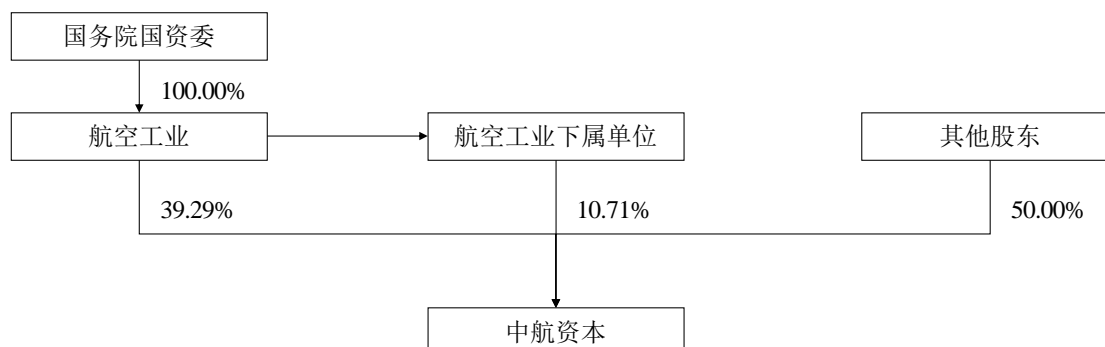 国务院国资委
100.00%
航空工业
航空工业下属单位
其他股东
39.29%
10.71%
50.00%
中航资本